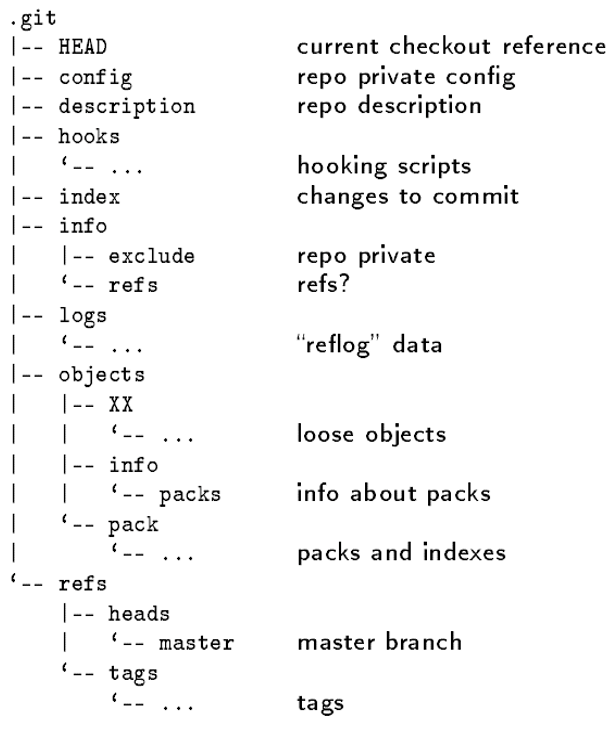 .git
|-- HEAD current checkout reference
|-- config repo private config
|-- description repo description
|-- hooks
|   ‘-- ... hooking scripts
|-- index changes to commit
|-- info
|   |-- exclude repo private
|   ‘-- refs refs?
|-- logs
|   ‘-- ... “reflog” data
|-- objects
|   |-- XX
|   |   ‘-- ... loose objects
|   |-- info
|   |   ‘-- packs info about packs
|   ‘-- pack
|       ‘-- ... packs and indexes
‘-- refs
    |-- heads
    |   ‘-- master master branch
    ‘-- tags
        ‘-- ... tags